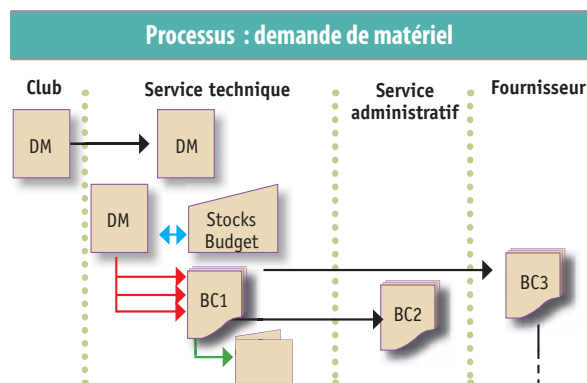 Processus : demande de matériel
Club
Service technique
Service
administratif
Fournisseur
DM
DM
DM
Stocks
Budget
BC1
BC2
BC3